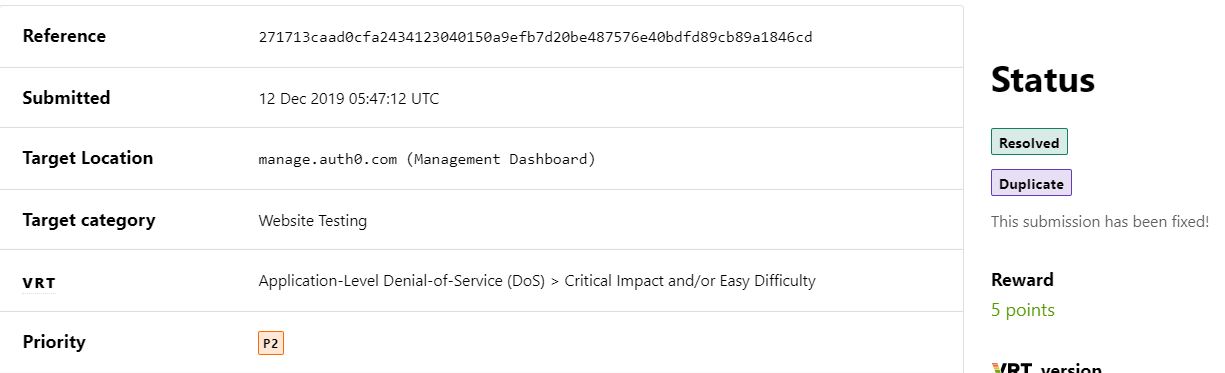 Reference 271713caad0cfa2434123040150a9efb7d20be487576e40bdfd89cb89a1846cd
Submitted 12 Dec 2019 05:47:12 UTC
Target Location manage.auth0.com (Management Dashboard)
Target category Website Testing
VRT Application-Level Denial-of-Service (DoS) > Critical Impact and/or Easy Difficulty
Priority P2
Status
Resolved
Duplicate
This submission has been fixed!
Reward
5 points
VRT version